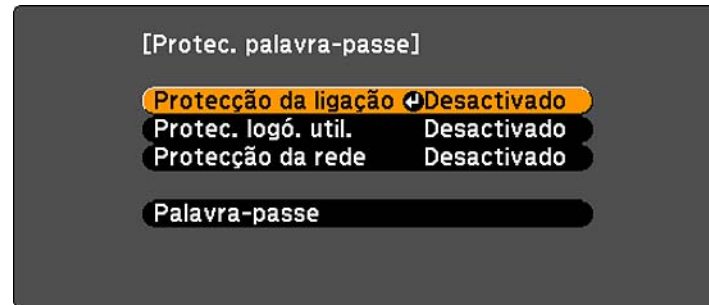 [Protec. palavra-passe]
Protecção da ligação Desactivado
Protec. logó. util. Desactivado
Protecção da rede Desactivado
Palavra-passe